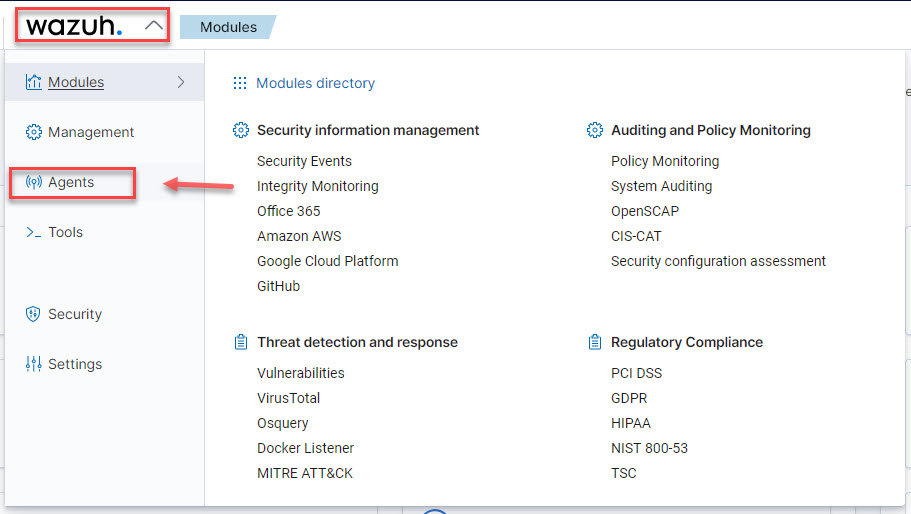 wazuh.
Modules
Modules
Management
Agents
Tools
Security
Settings
Modules directory
Security information management
Security Events
Integrity Monitoring
Office 365
Amazon AWS
Google Cloud Platform
GitHub
Auditing and Policy Monitoring
Policy Monitoring
System Auditing
OpenSCAP
CIS-CAT
Security configuration assessment
Threat detection and response
Vulnerabilities
VirusTotal
Osquery
Docker Listener
MITRE ATT&CK
Regulatory Compliance
PCI DSS
GDPR
HIPAA
NIST 800-53
TSC